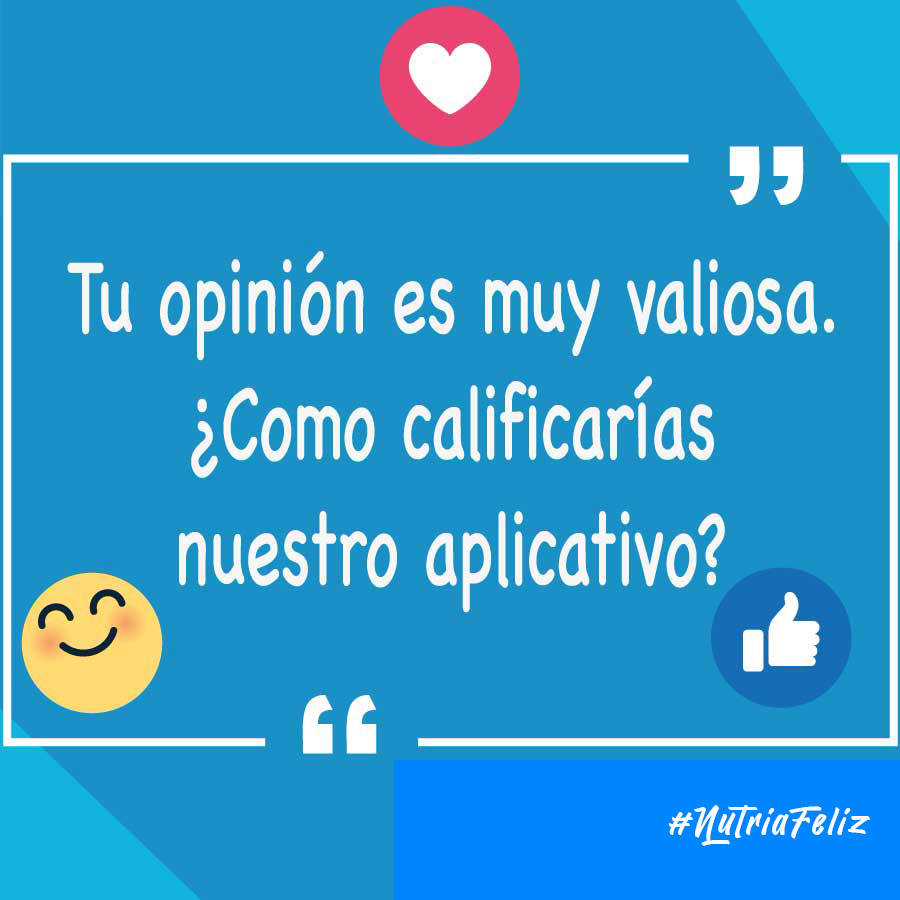 Tu opinión es muy valiosa.
¿Como calificarías
nuestro aplicativo?
#NutriaFeliz